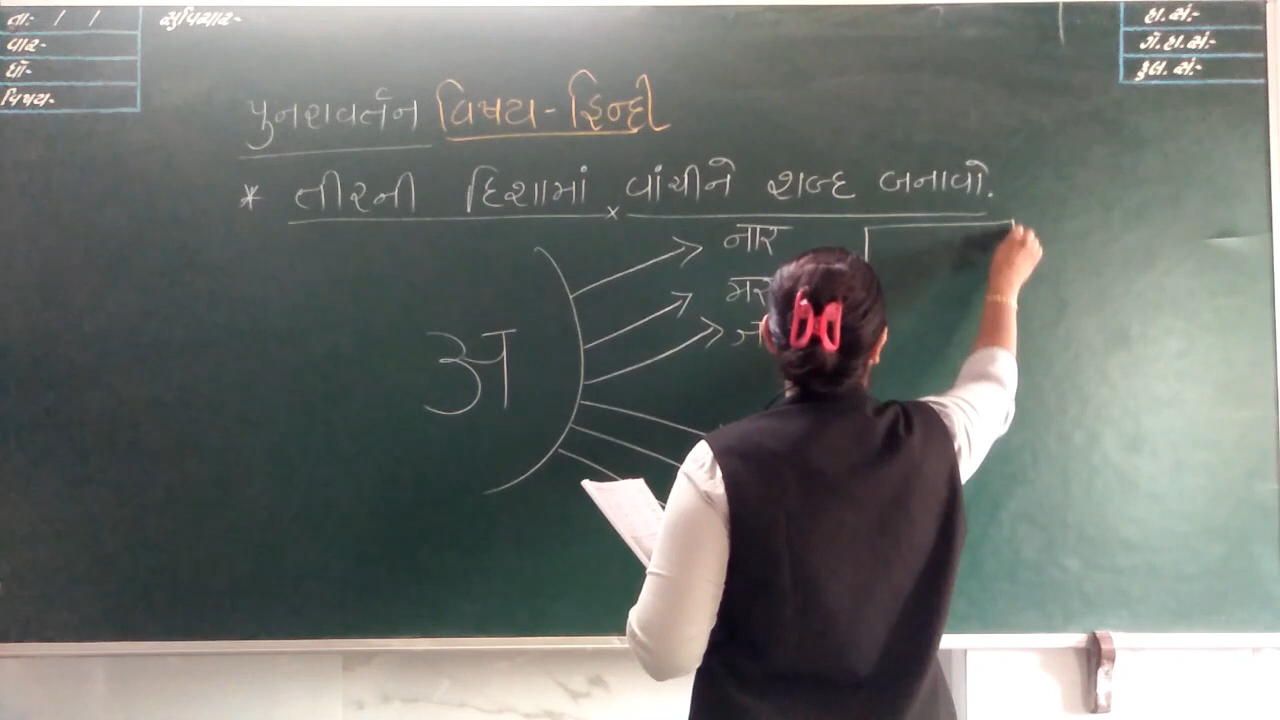 તા:- / /
સુવિચાર-
હા. સં.-
વાર-
ગે. હા. સં.-
ધો-
કુલ. સં.-
વિષય-
પુનરાવર્તન વિષય - હિન્દી
* તીરની દિશામાં વાંચીને શબ્દ બનાવો.
नार
अ